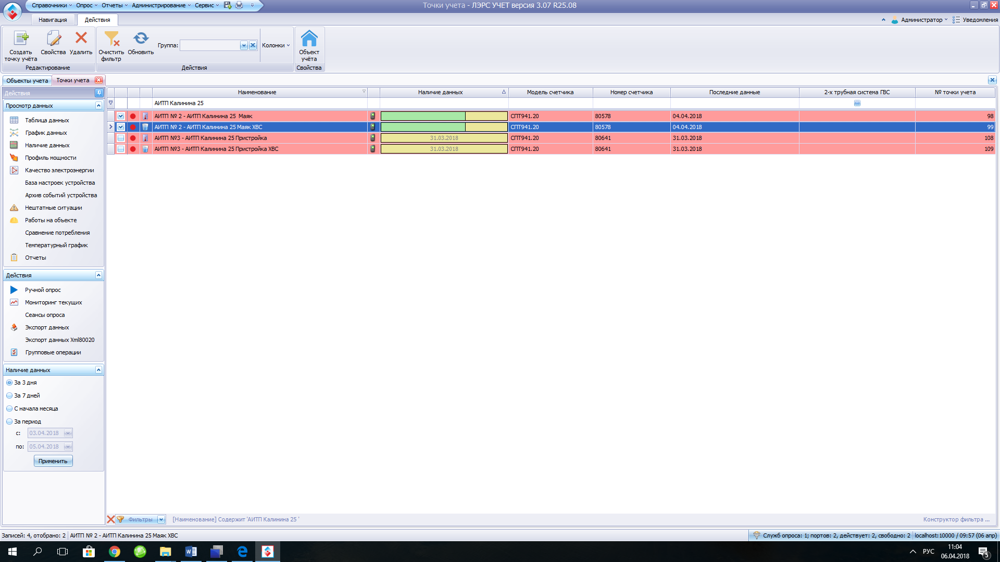 Справочники Опрос Отчеты Администрирование Сервис
Точки учета - ЛЭРС УЧЕТ версия 3.07 R25.08
Навигация Действия
Администратор Уведомления
Создать точку учёта
Свойства
Удалить
Редактирование
Очистить фильтр
Обновить
Группа:
Колонки
Действия
Объект учёта
Свойства
Объекты учета Точки учета
Действия
Просмотр данных
Таблица данных
График данных
Наличие данных
Профиль мощности
Качество электроэнергии
База настроек устройства
Архив событий устройства
Нештатные ситуации
Работы на объекте
Сравнение потребления
Температурный график
Отчеты
Действия
Ручной опрос
Мониторинг текущих
Сеансы опроса
Экспорт данных
Экспорт данных Xml80020
Групповые операции
Наличие данных
За 3 дня
За 7 дней
С начала месяца
За период
с: 03.04.2018
по: 05.04.2018
Применить
Наименование Наличие данных Модель счетчика Номер счетчика Последние данные 2-х трубная система ГВС № точки учета
АИТП Калинина 25
АИТП № 2 - АИТП Калинина 25  Маяк СПТ941.20 80578 04.04.2018 98
АИТП № 2 - АИТП Калинина 25 Маяк ХВС СПТ941.20 80578 04.04.2018 99
АИТП №3 - АИТП Калинина 25 Пристройка 31.03.2018 СПТ941.20 80641 31.03.2018 108
АИТП №3 - АИТП Калинина 25 Пристройка ХВС 31.03.2018 СПТ941.20 80641 31.03.2018 109
Фильтры [Наименование] Содержит 'АИТП Калинина 25 ' Конструктор фильтра ...
Записей: 4, отобрано: 2 АИТП № 2 - АИТП Калинина 25 Маяк ХВС
Служб опроса: 1; портов: 2, действует: 2, свободно: 2 localhost:10000 / 09:57 (06 апр)
РУС
11:04
06.04.2018
5